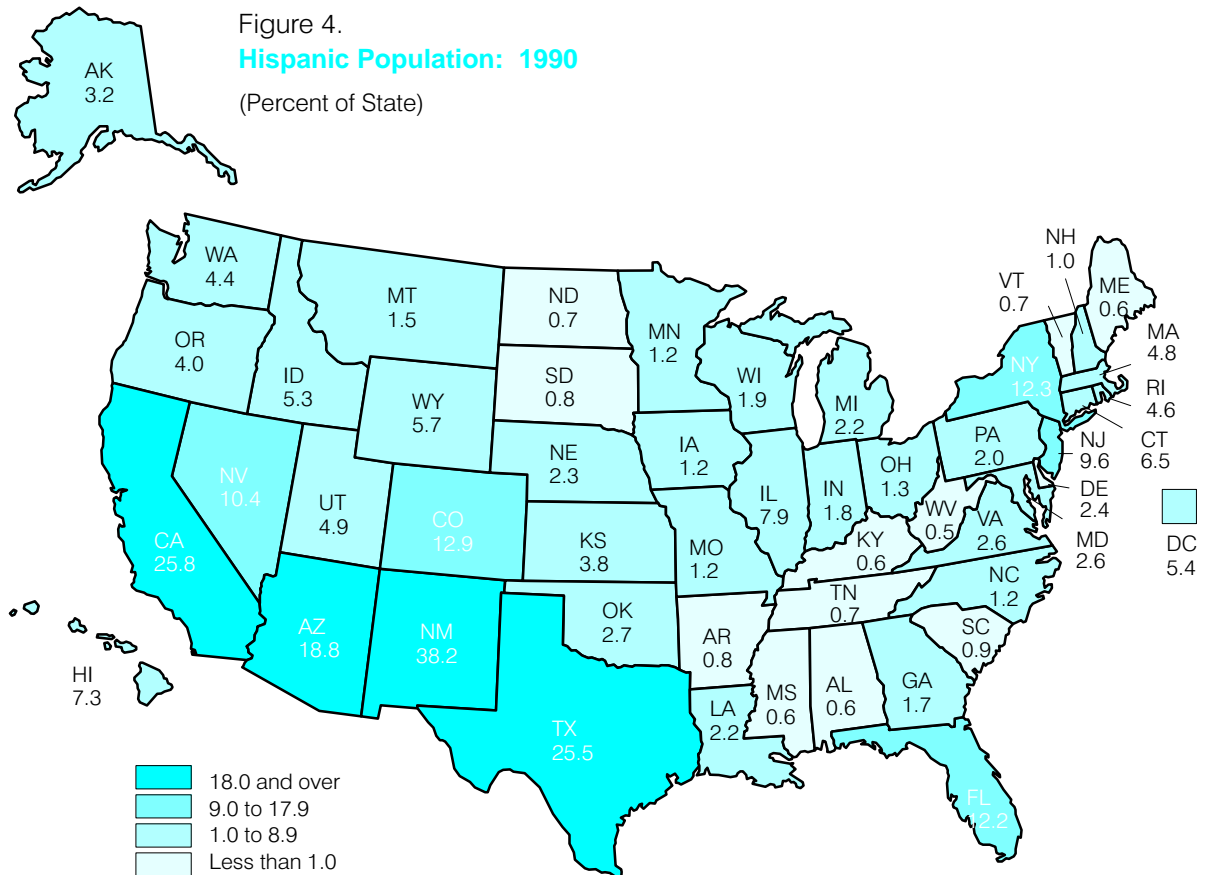 Figure 4.
Hispanic Population: 1990
(Percent of State)
AK
3.2
WA
4.4
OR
4.0
ID
5.3
MT
1.5
WY
5.7
ND
0.7
SD
0.8
NE
2.3
KS
3.8
OK
2.7
MN
1.2
IA
1.2
MO
1.2
AR
0.8
LA
2.2
WI
1.9
IL
7.9
MI
2.2
IN
1.8
OH
1.3
KY
0.6
TN
0.7
MS
0.6
AL
0.6
GA
1.7
FL
12.2
SC
0.9
NC
1.2
VA
2.6
WV
0.5
PA
2.0
NY
12.3
VT
0.7
NH
1.0
ME
0.6
MA
4.8
RI
4.6
CT
6.5
NJ
9.6
DE
2.4
MD
2.6
DC
5.4
NV
10.4
UT
4.9
CO
12.9
CA
25.8
AZ
18.8
NM
38.2
TX
25.5
HI
7.3
18.0 and over
9.0 to 17.9
1.0 to 8.9
Less than 1.0